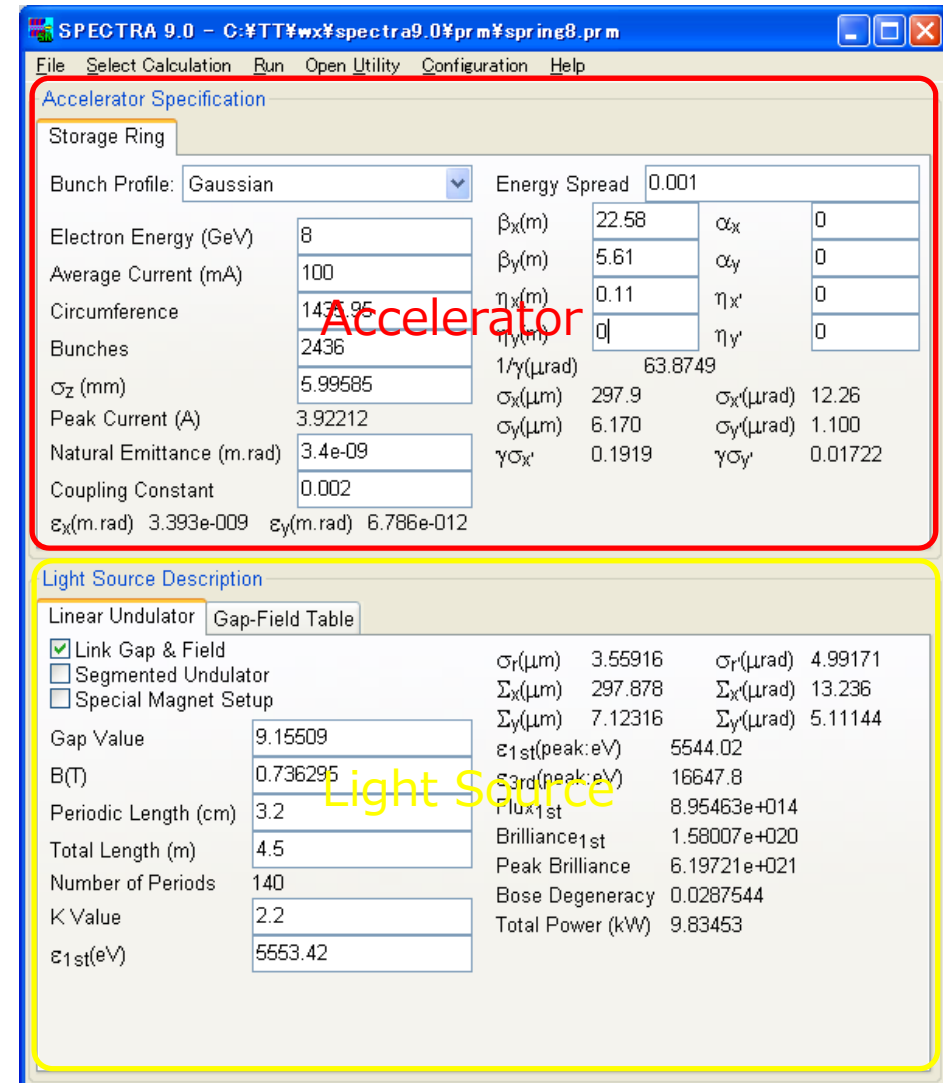 SPECTRA 9.0 - C:¥TT¥wx¥spectra9.0¥prm¥spring8.prm
File Select Calculation Run Open Utility Configuration Help
Accelerator Specification
Storage Ring
Bunch Profile: Gaussian
Electron Energy (GeV) 8
Average Current (mA) 100
Circumference 1435.95
Bunches 2436
σz (mm) 5.99585
Peak Current (A) 3.92212
Natural Emittance (m.rad) 3.4e-09
Coupling Constant 0.002
εx(m.rad) 3.393e-009 εy(m.rad) 6.786e-012
Energy Spread 0.001
βx(m) 22.58 αx 0
βy(m) 5.61 αy 0
ηx(m) 0.11 ηx' 0
ηy(m) 0 ηy' 0
1/γ(μrad) 63.8749
σx(μm) 297.9 σx'(μrad) 12.26
σy(μm) 6.170 σy'(μrad) 1.100
γσx' 0.1919 γσy' 0.01722
Accelerator
Light Source Description
Linear Undulator Gap-Field Table
Link Gap & Field
Segmented Undulator
Special Magnet Setup
Gap Value 9.15509
B(T) 0.736295
Periodic Length (cm) 3.2
Total Length (m) 4.5
Number of Periods 140
K Value 2.2
ε1st(eV) 5553.42
σr(μm) 3.55916 σr'(μrad) 4.99171
Σx(μm) 297.878 Σx'(μrad) 13.236
Σy(μm) 7.12316 Σy'(μrad) 5.11144
ε1st(peak:eV) 5544.02
ε3rd(peak:eV) 16647.8
Flux1st 8.95463e+014
Brilliance1st 1.58007e+020
Peak Brilliance 6.19721e+021
Bose Degeneracy 0.0287544
Total Power (kW) 9.83453
Light Source